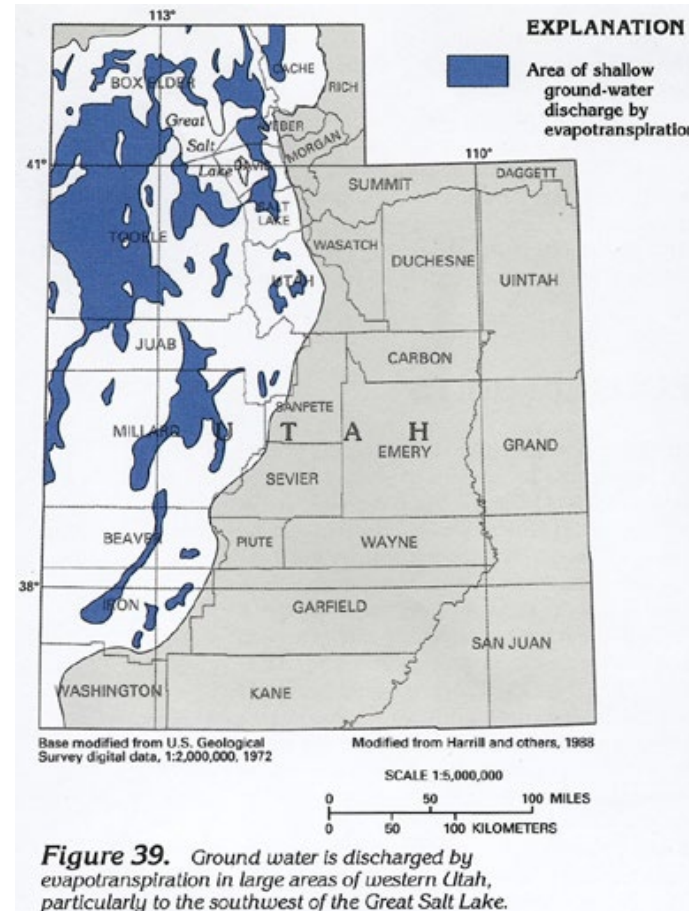 113°
EXPLANATION
Area of shallow
ground-water
discharge by
evapotranspiration
CACHE
RICH
BOX ELDER
Great
WEBER
Salt
MORGAN
41°
Lake
DAVIS
110°
DAGGETT
SUMMIT
SALT
LAKE
TOOELE
WASATCH
DUCHESNE
UINTAH
UTAH
JUAB
CARBON
SANPETE
MILLARD
U T A H
EMERY
GRAND
SEVIER
BEAVER
PIUTE
WAYNE
38°
IRON
GARFIELD
SAN JUAN
WASHINGTON
KANE
Base modified from U.S. Geological
Survey digital data, 1:2,000,000, 1972
Modified from Harrill and others, 1988
SCALE 1:5,000,000
0 50 100 MILES
0 50 100 KILOMETERS
Figure 39. Ground water is discharged by
evapotranspiration in large areas of western Utah,
particularly to the southwest of the Great Salt Lake.